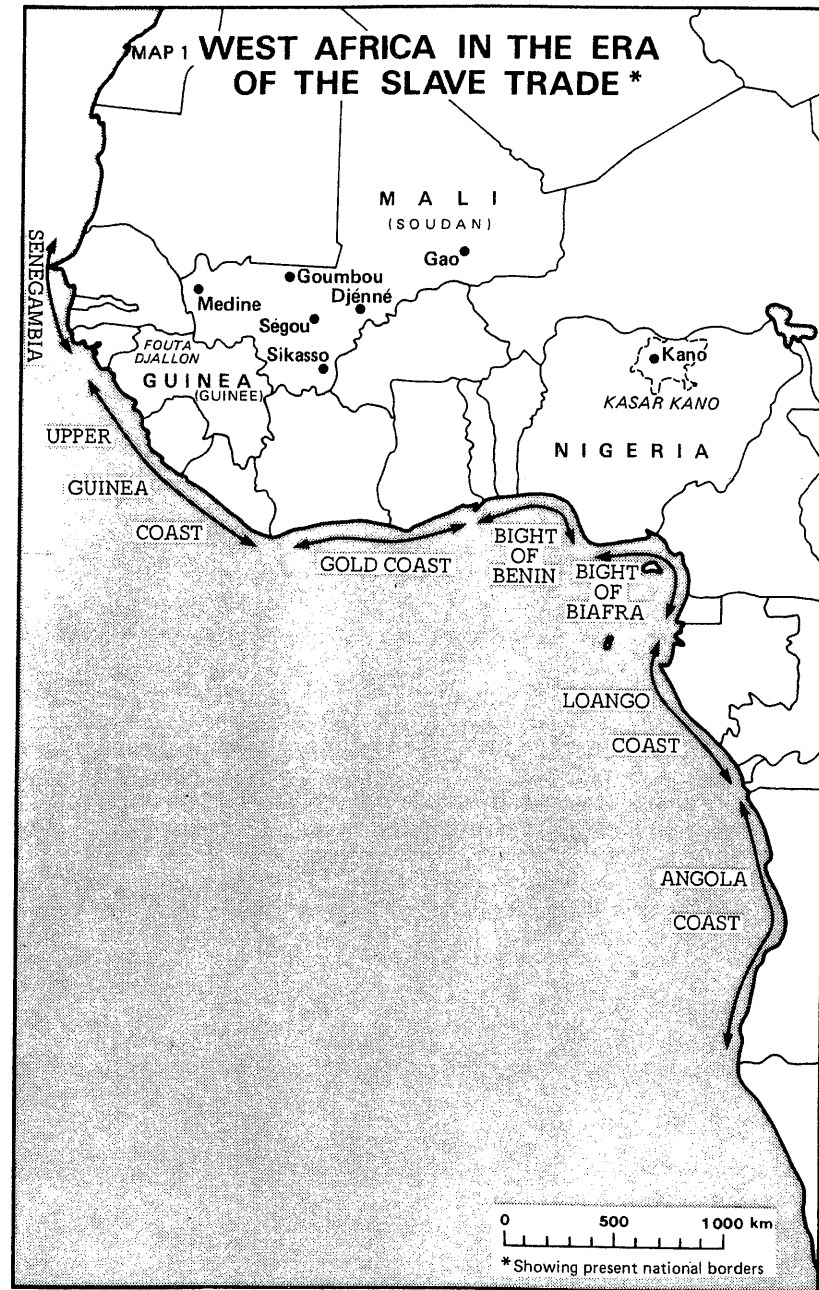 MAP 1 WEST AFRICA IN THE ERA
OF THE SLAVE TRADE*
MALI
(SOUDAN)
Gao
SENEGAMBIA
Goumbou
Medine
Djénné
Ségou
Sikasso
FOUTA
DJALLON
GUINEA
(GUINEE)
Kano
KASAR KANO
NIGERIA
UPPER
GUINEA
COAST
GOLD COAST
BIGHT
OF
BENIN
BIGHT
OF
BIAFRA
LOANGO
COAST
ANGOLA
COAST
0 500 1000 km
*Showing present national borders